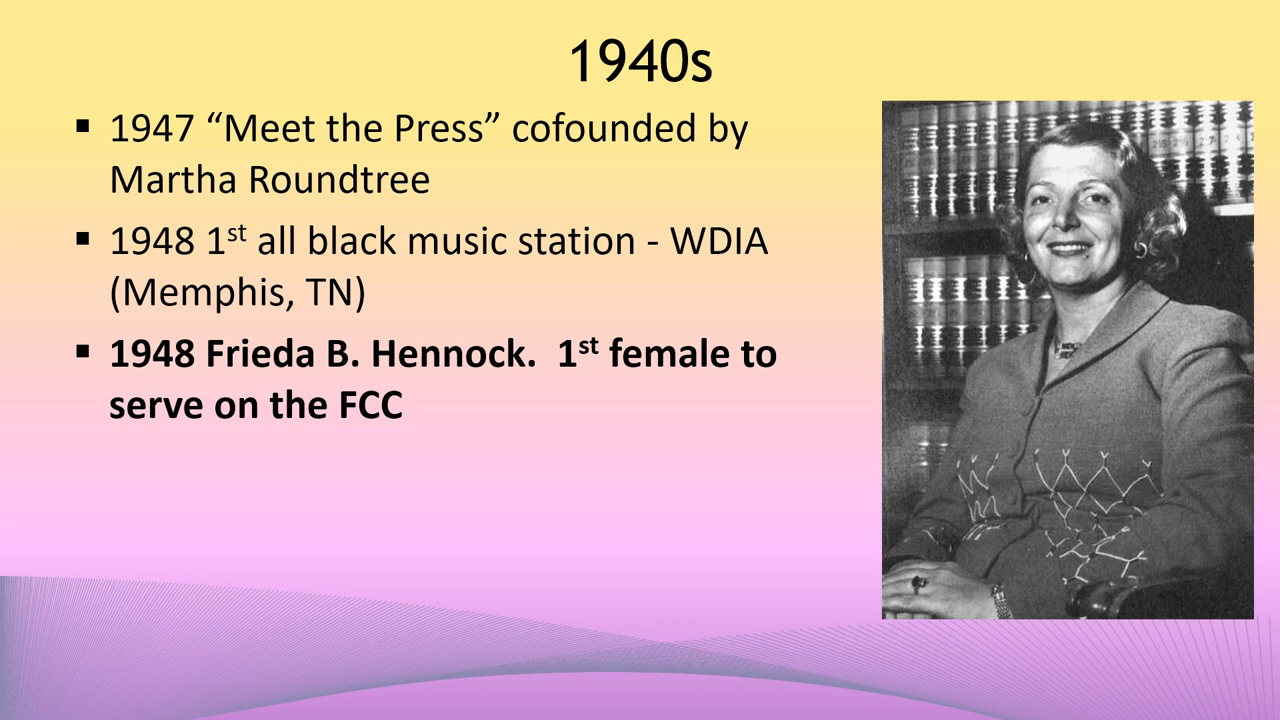 1940s
▪ 1947 “Meet the Press” cofounded by
Martha Roundtree
▪ 1948 1st all black music station - WDIA
(Memphis, TN)
▪ 1948 Frieda B. Hennock.  1st female to
serve on the FCC